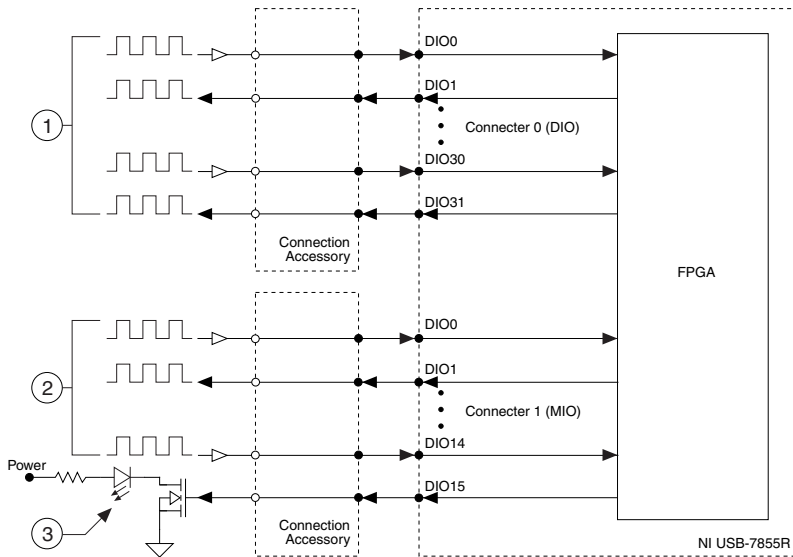 DIO0
DIO1
Connecter 0 (DIO)
1
DIO30
DIO31
Connection
Accessory
FPGA
DIO0
DIO1
2
Connecter 1 (MIO)
DIO14
Power
DIO15
3
Connection
Accessory
NI USB-7855R